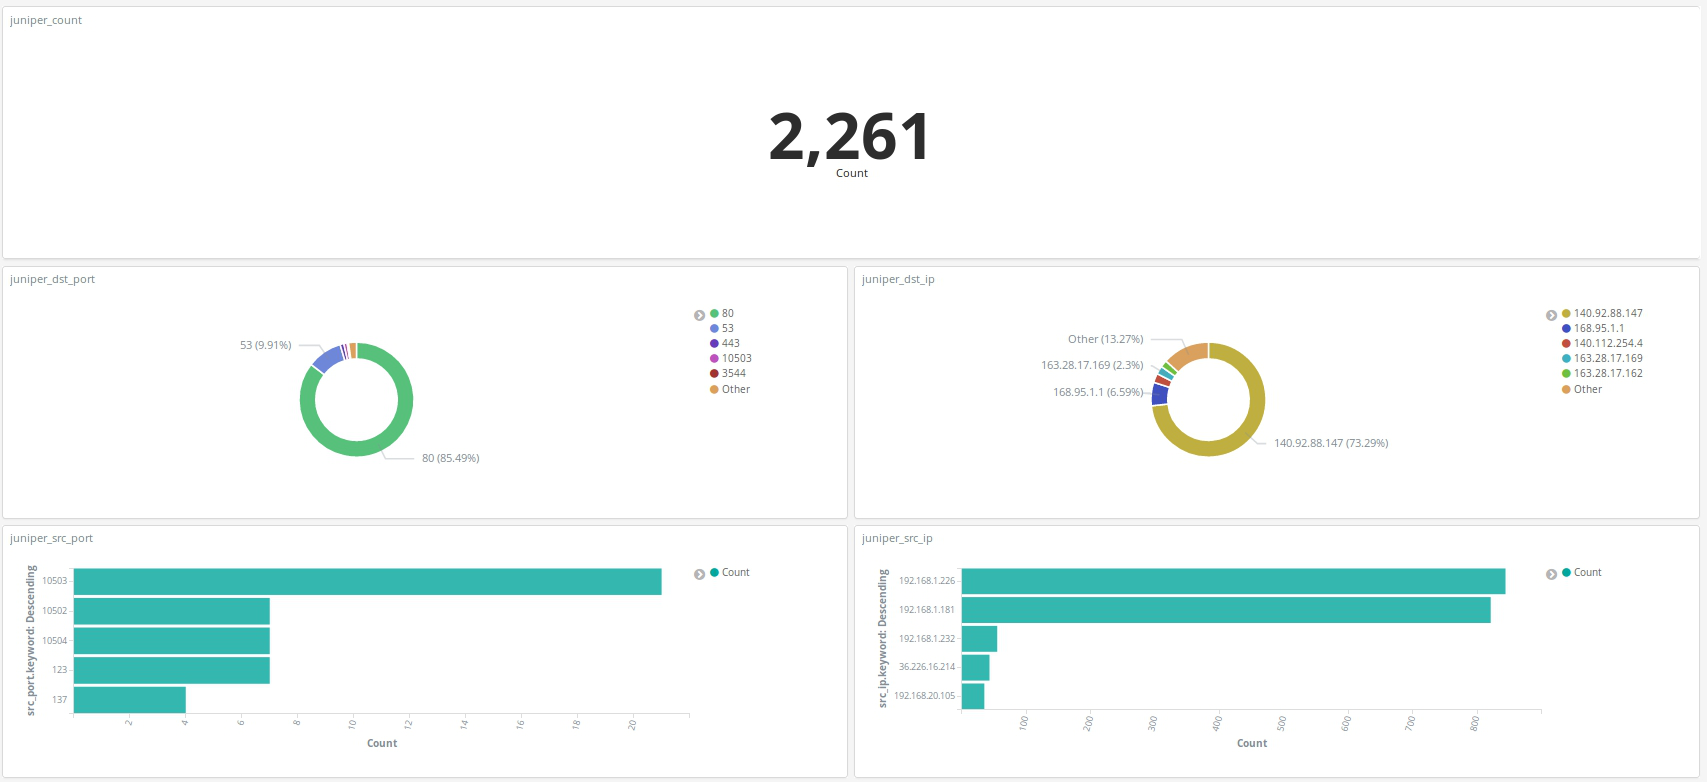 juniper_count
2,261
Count
juniper_dst_port
53 (9.91%)
80 (85.49%)
80
53
443
10503
3544
Other
juniper_dst_ip
Other (13.27%)
163.28.17.169 (2.3%)
168.95.1.1 (6.59%)
140.92.88.147 (73.29%)
140.92.88.147
168.95.1.1
140.112.254.4
163.28.17.169
163.28.17.162
Other
juniper_src_port
src_port.keyword: Descending
10503
10502
10504
123
137
2
4
6
8
10
12
14
16
18
20
Count
Count
juniper_src_ip
src_ip.keyword: Descending
192.168.1.226
192.168.1.181
192.168.1.232
36.226.16.214
192.168.20.105
100
200
300
400
500
600
700
800
Count
Count